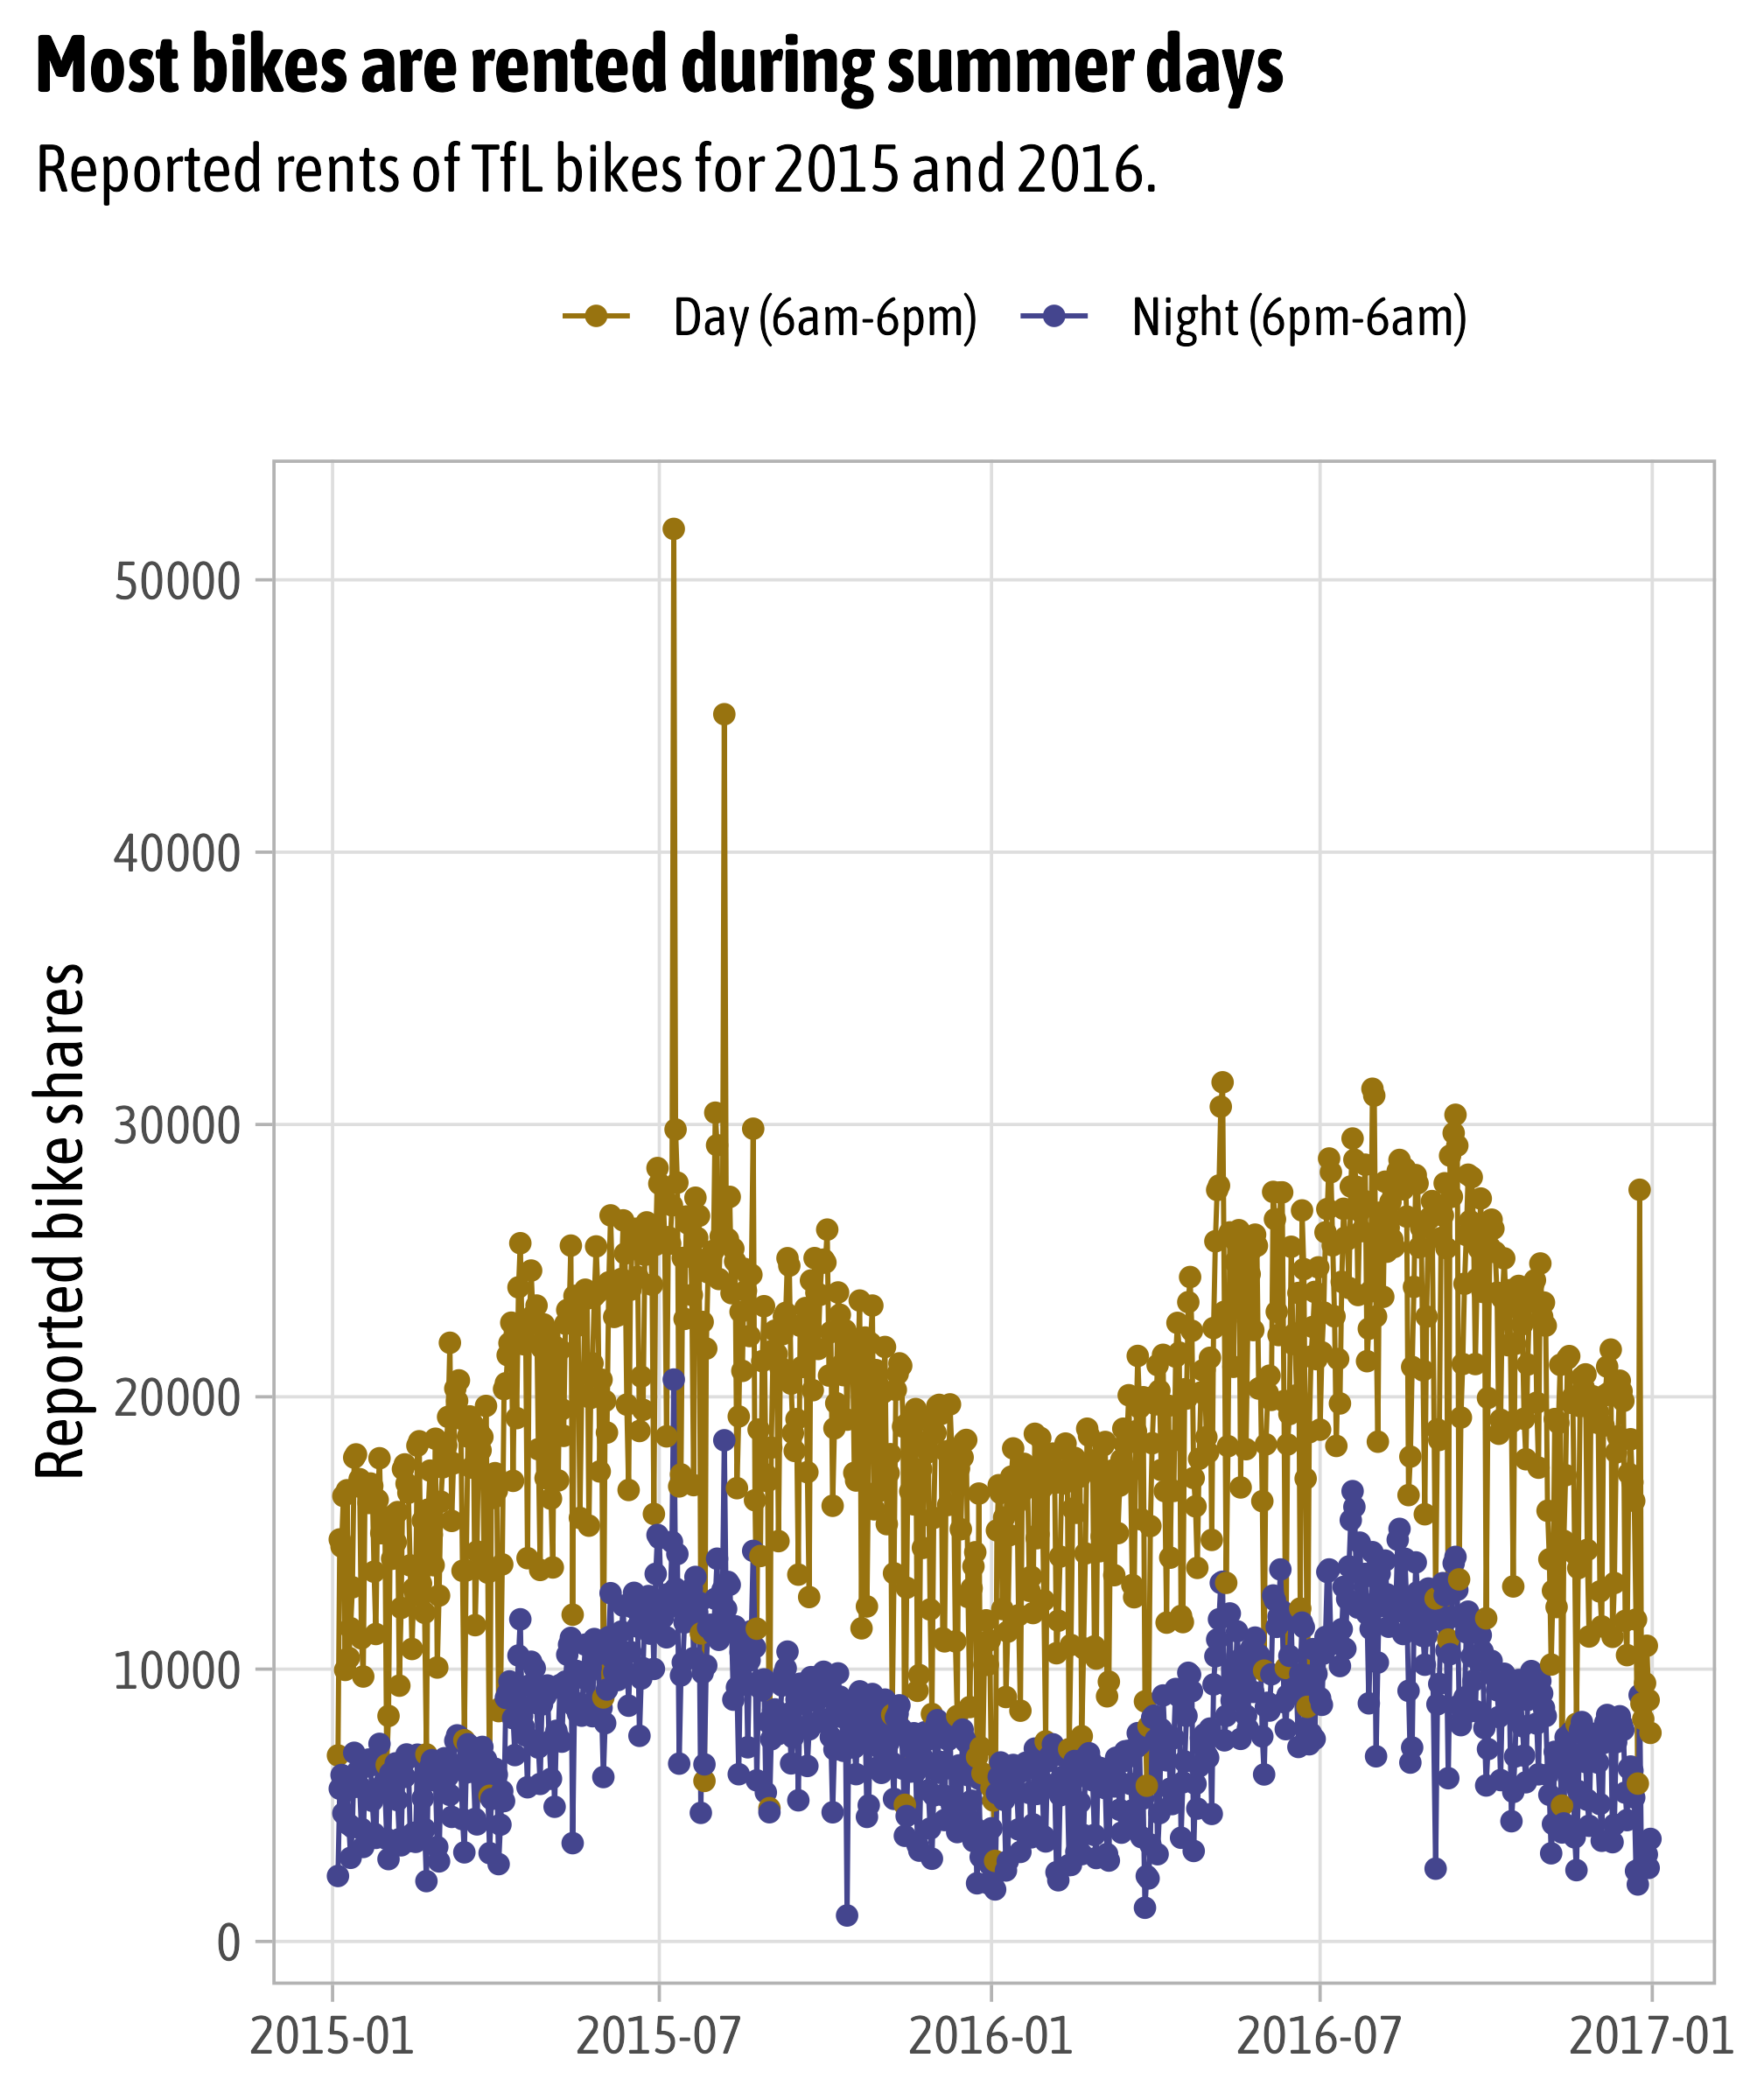 Most bikes are rented during summer days
Reported rents of TfL bikes for 2015 and 2016.
Day (6am-6pm) Night (6pm-6am)
Reported bike shares
50000
40000
30000
20000
10000
0
2015-01 2015-07 2016-01 2016-07 2017-01